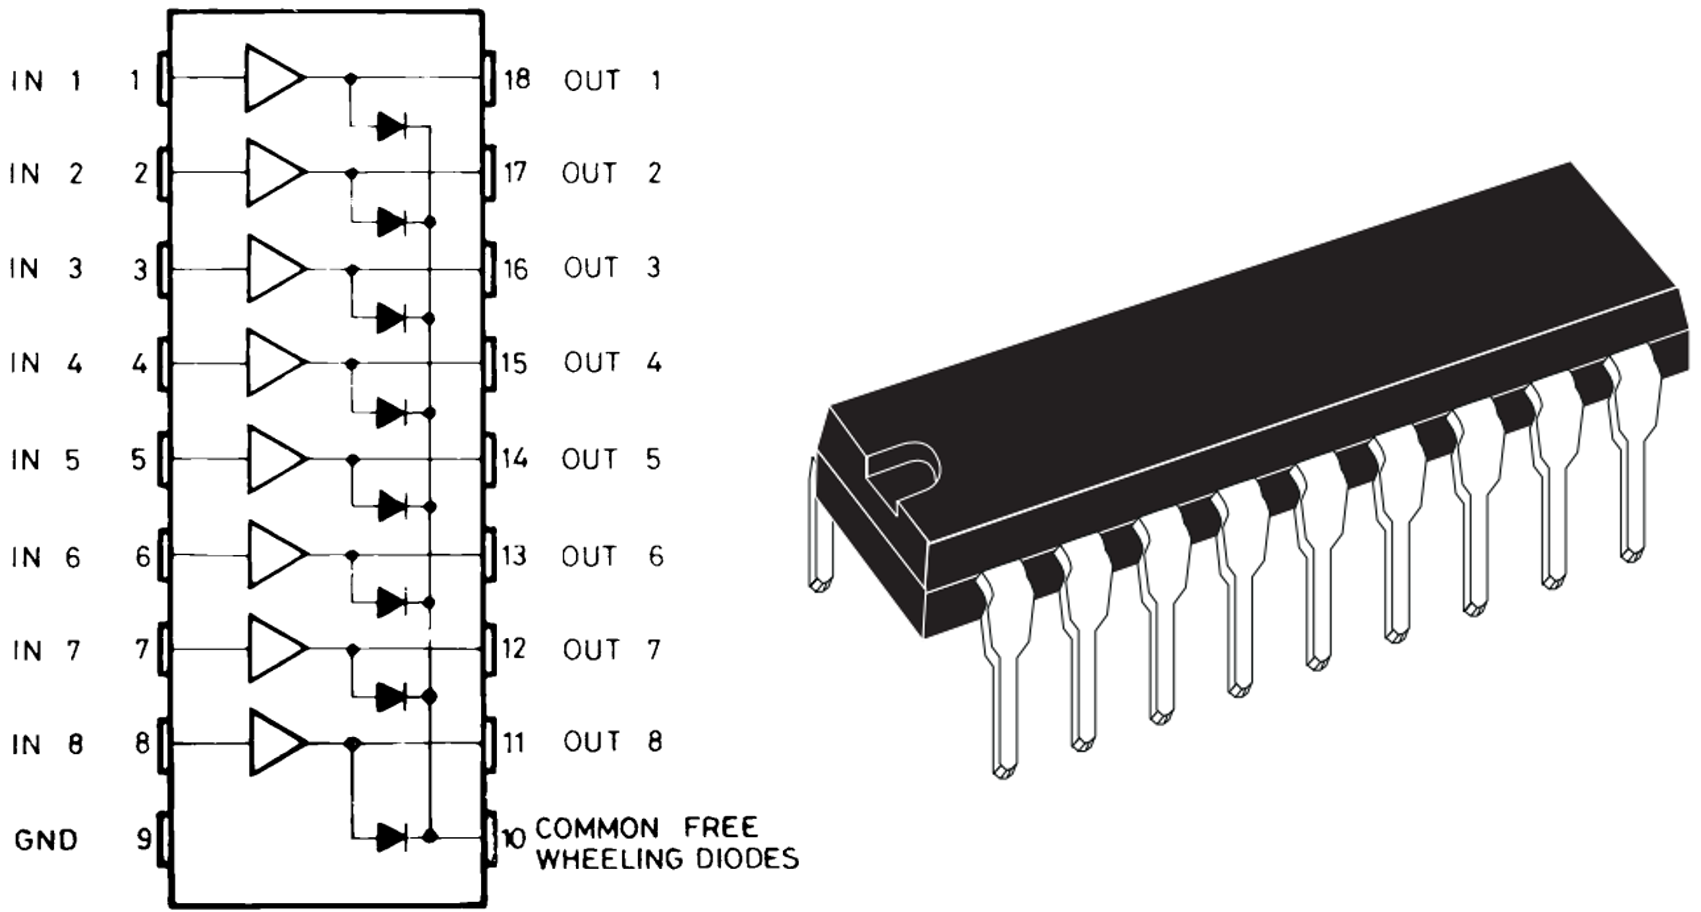 IN 1 1 18 OUT 1
IN 2 2 17 OUT 2
IN 3 3 16 OUT 3
IN 4 4 15 OUT 4
IN 5 5 14 OUT 5
IN 6 6 13 OUT 6
IN 7 7 12 OUT 7
IN 8 8 11 OUT 8
GND 9 10 COMMON FREE
WHEELING DIODES